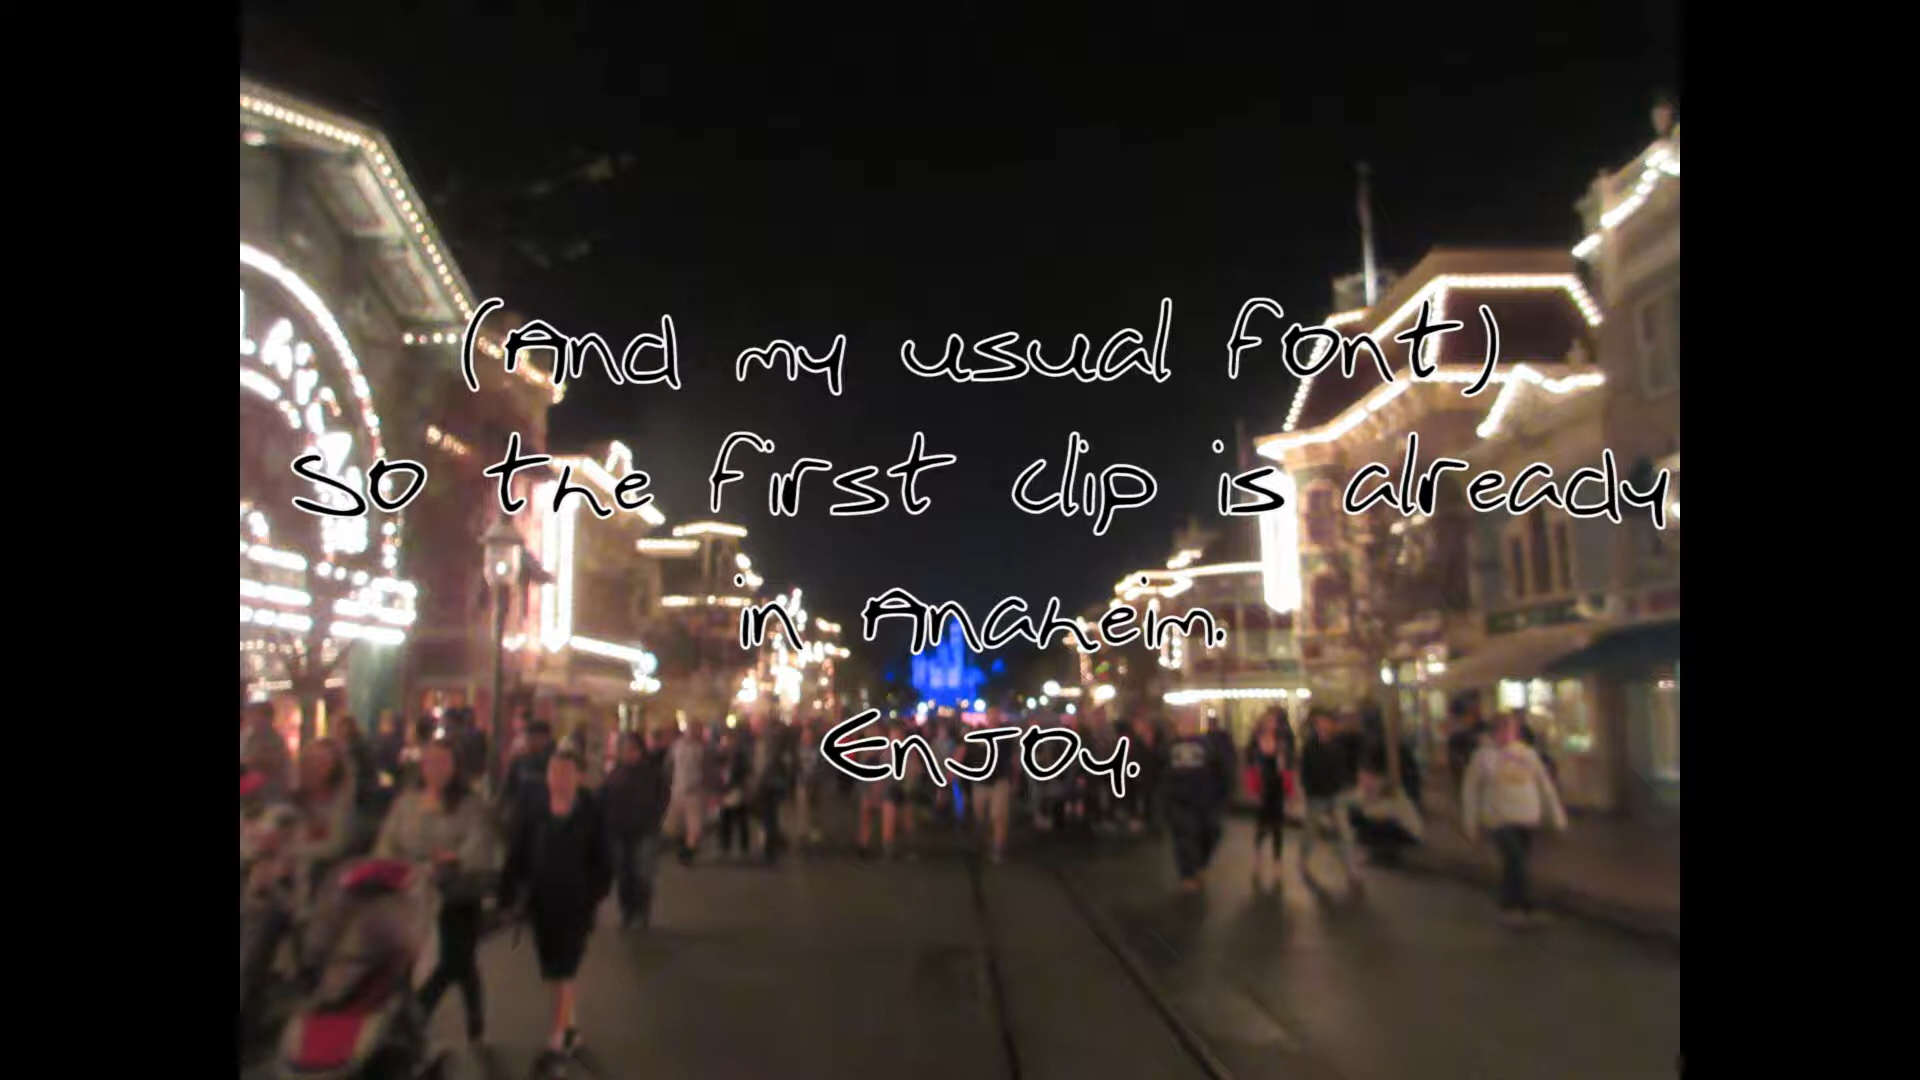 (And my usual font)
so the first clip is already
in Anaheim.
Enjoy.